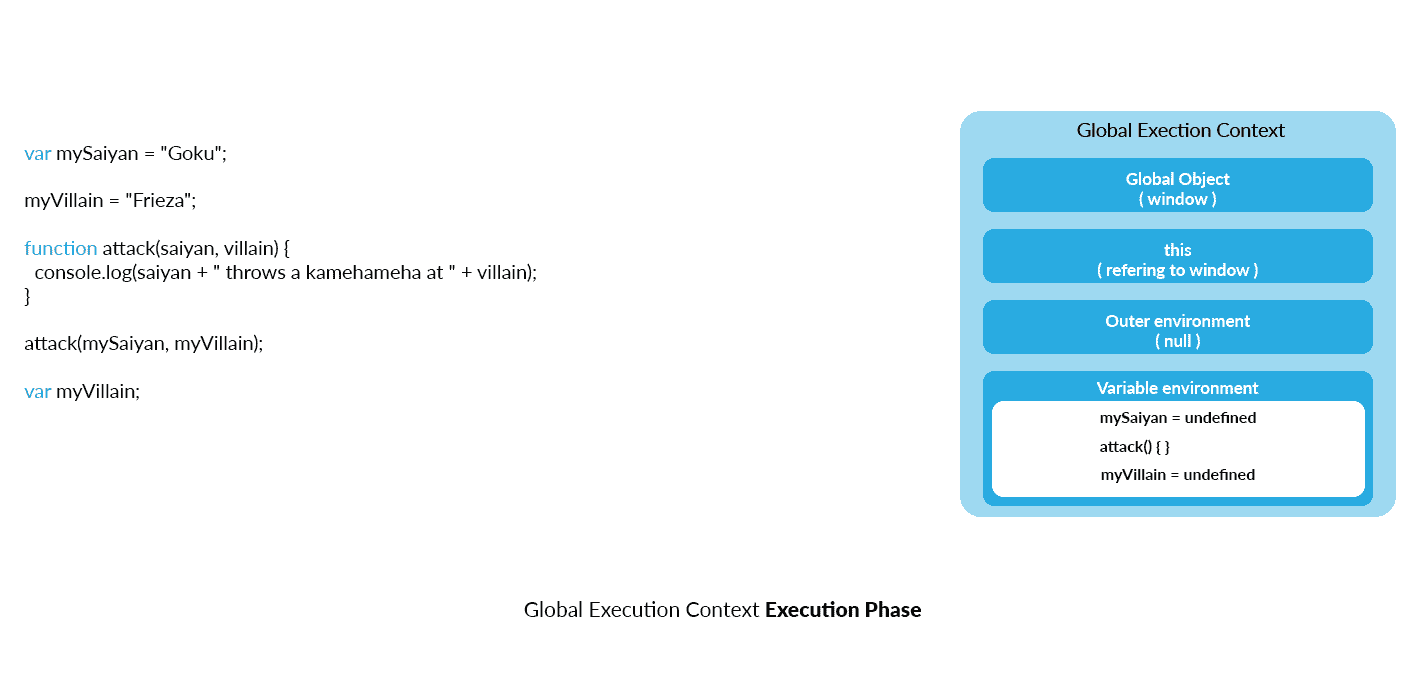 var mySaiyan = "Goku";
myVillain = "Frieza";
function attack(saiyan, villain) {
console.log(saiyan + " throws a kamehameha at " + villain);
}
attack(mySaiyan, myVillain);
var myVillain;
Global Exection Context
Global Object
( window )
this
( refering to window )
Outer environment
( null )
Variable environment
mySaiyan = undefined
attack() { }
myVillain = undefined
Global Execution Context Execution Phase